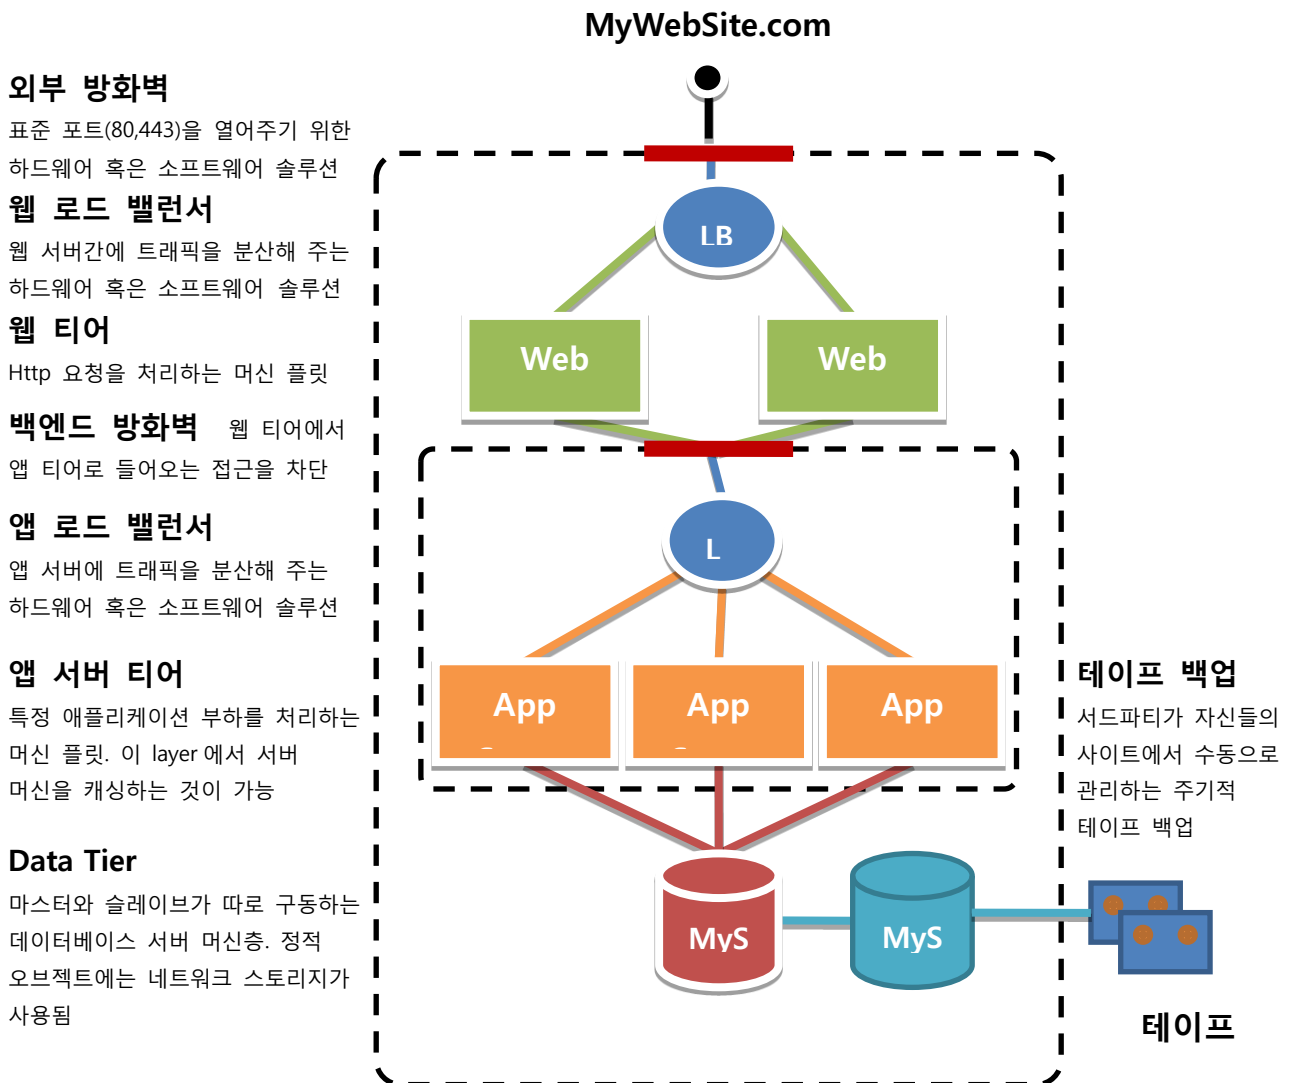 MyWebSite.com
외부 방화벽
표준 포트(80,443)을 열어주기 위한
하드웨어 혹은 소프트웨어 솔루션
웹 로드 밸런서
웹 서버간에 트래픽을 분산해 주는
하드웨어 혹은 소프트웨어 솔루션
웹 티어
Http 요청을 처리하는 머신 플릿
백엔드 방화벽 웹 티어에서
앱 티어로 들어오는 접근을 차단
앱 로드 밸런서
앱 서버에 트래픽을 분산해 주는
하드웨어 혹은 소프트웨어 솔루션
앱 서버 티어
특정 애플리케이션 부하를 처리하는
머신 플릿. 이 layer에서 서버
머신을 캐싱하는 것이 가능
Data Tier
마스터와 슬레이브가 따로 구동하는
데이터베이스 서버 머신층. 정적
오브젝트에는 네트워크 스토리지가
사용됨
LB
Web
Web
L
App
App
App
MyS
MyS
테이프 백업
서드파티가 자신들의
사이트에서 수동으로
관리하는 주기적
테이프 백업
테이프